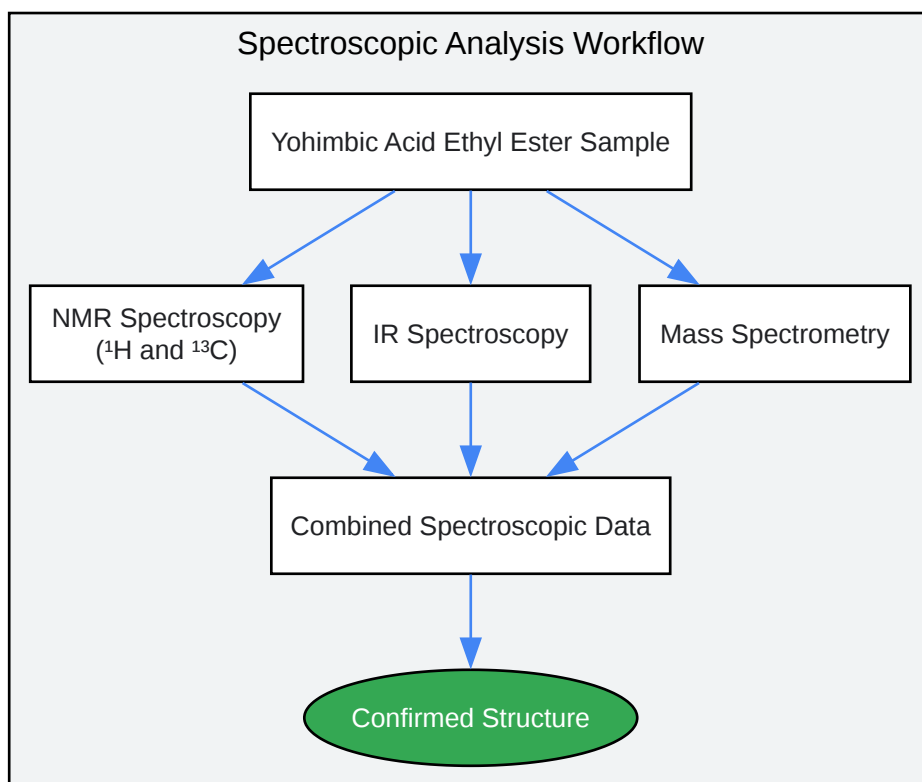 Spectroscopic Analysis Workflow
Yohimbic Acid Ethyl Ester Sample
NMR Spectroscopy
(¹H and ¹³C)
IR Spectroscopy
Mass Spectrometry
Combined Spectroscopic Data
Confirmed Structure